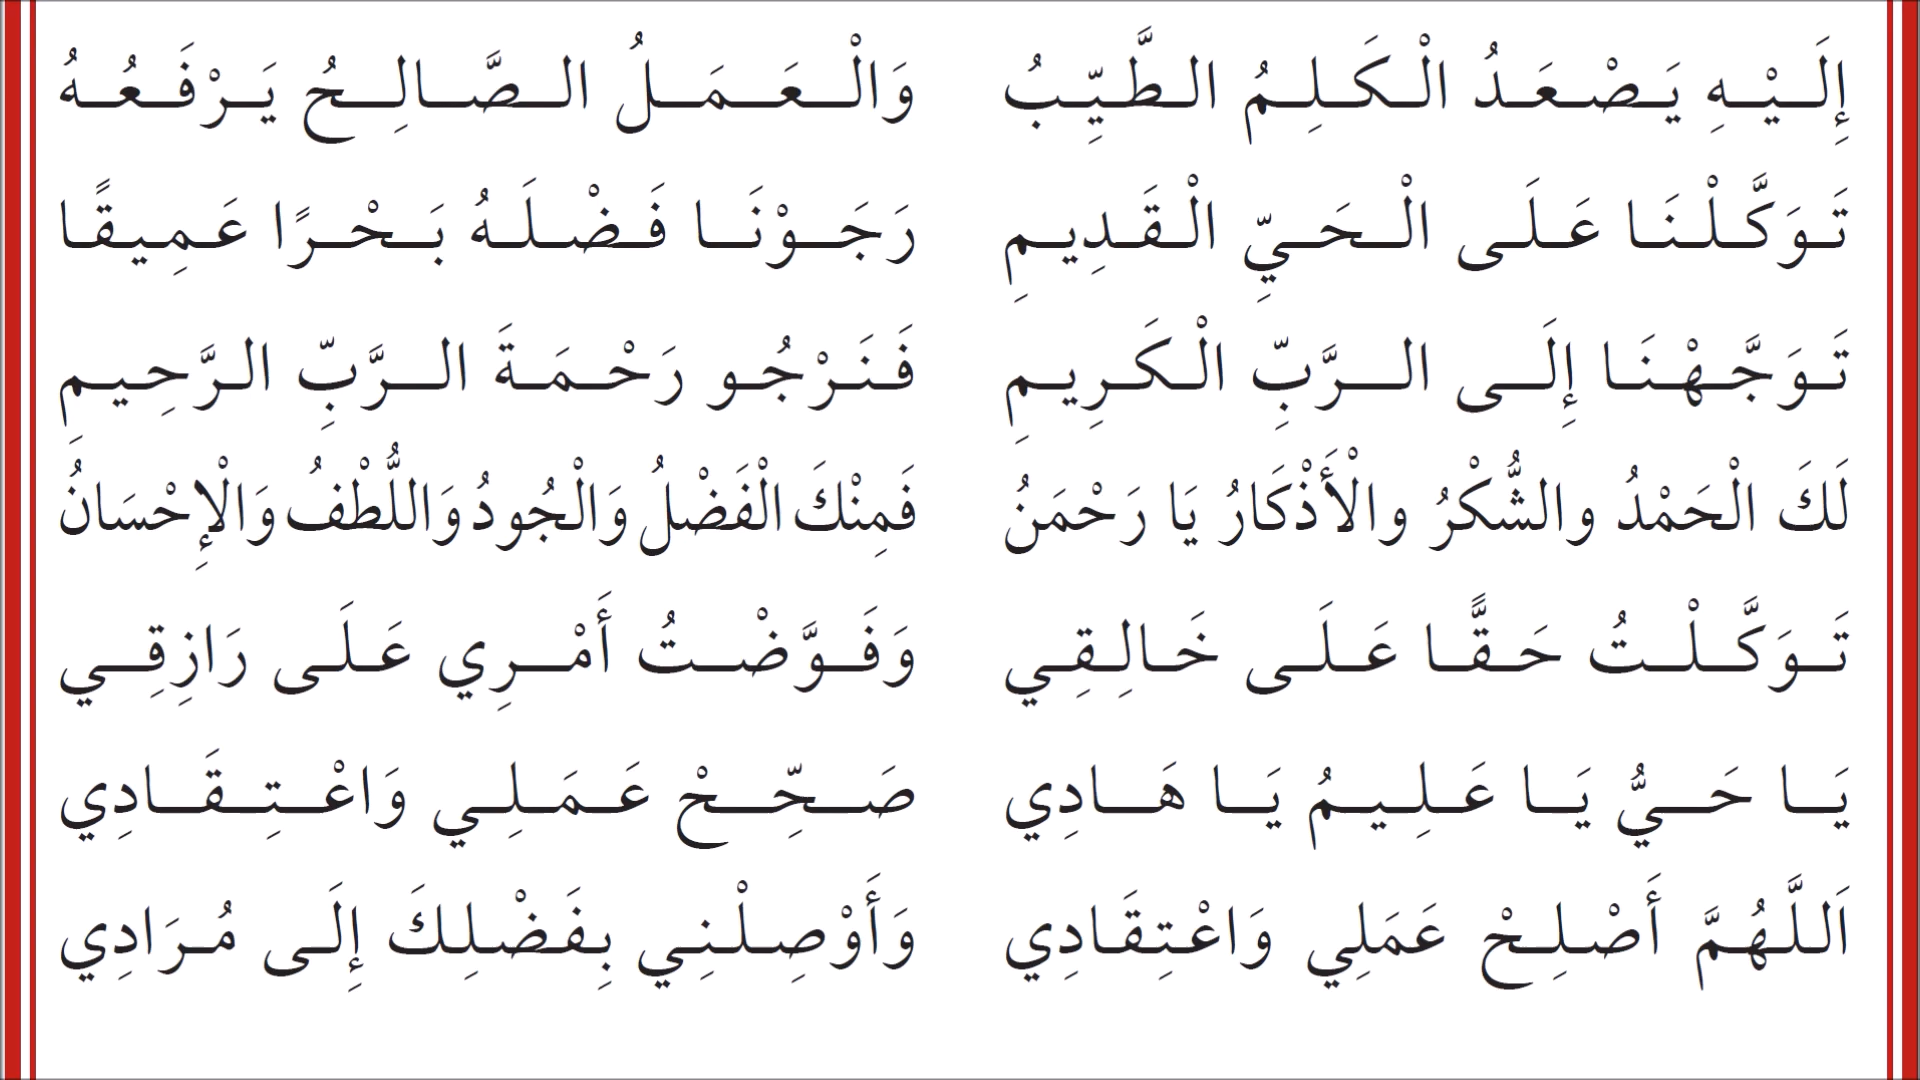 إِلَيْهِ يَصْعَدُ الْكَلِمُ الطَّيِّبُ وَالْعَمَلُ الصَّالِحُ يَرْفَعُهُ
تَوَكَّلْنَا عَلَى الْحَيِّ الْقَدِيمِ رَجَوْنَا فَضْلَهُ بَحْرًا عَمِيقًا
تَوَجَّهْنَا إِلَى الرَّبِّ الْكَرِيمِ فَنَرْجُو رَحْمَةَ الرَّبِّ الرَّحِيمِ
لَكَ الْحَمْدُ والشُّكْرُ والْأَذْكَارُ يَا رَحْمَنُ فَمِنْكَ الْفَضْلُ وَالْجُودُ وَاللُّطْفُ وَالْإِحْسَانُ
تَوَكَّلْتُ حَقًّا عَلَى خَالِقِي وَفَوَّضْتُ أَمْرِي عَلَى رَازِقِي
يَا حَيُّ يَا عَلِيمُ يَا هَادِي صَحِّحْ عَمَلِي وَاعْتِقَادِي
اَللَّهُمَّ أَصْلِحْ عَمَلِي وَاعْتِقَادِي وَأَوْصِلْنِي بِفَضْلِكَ إِلَى مُرَادِي